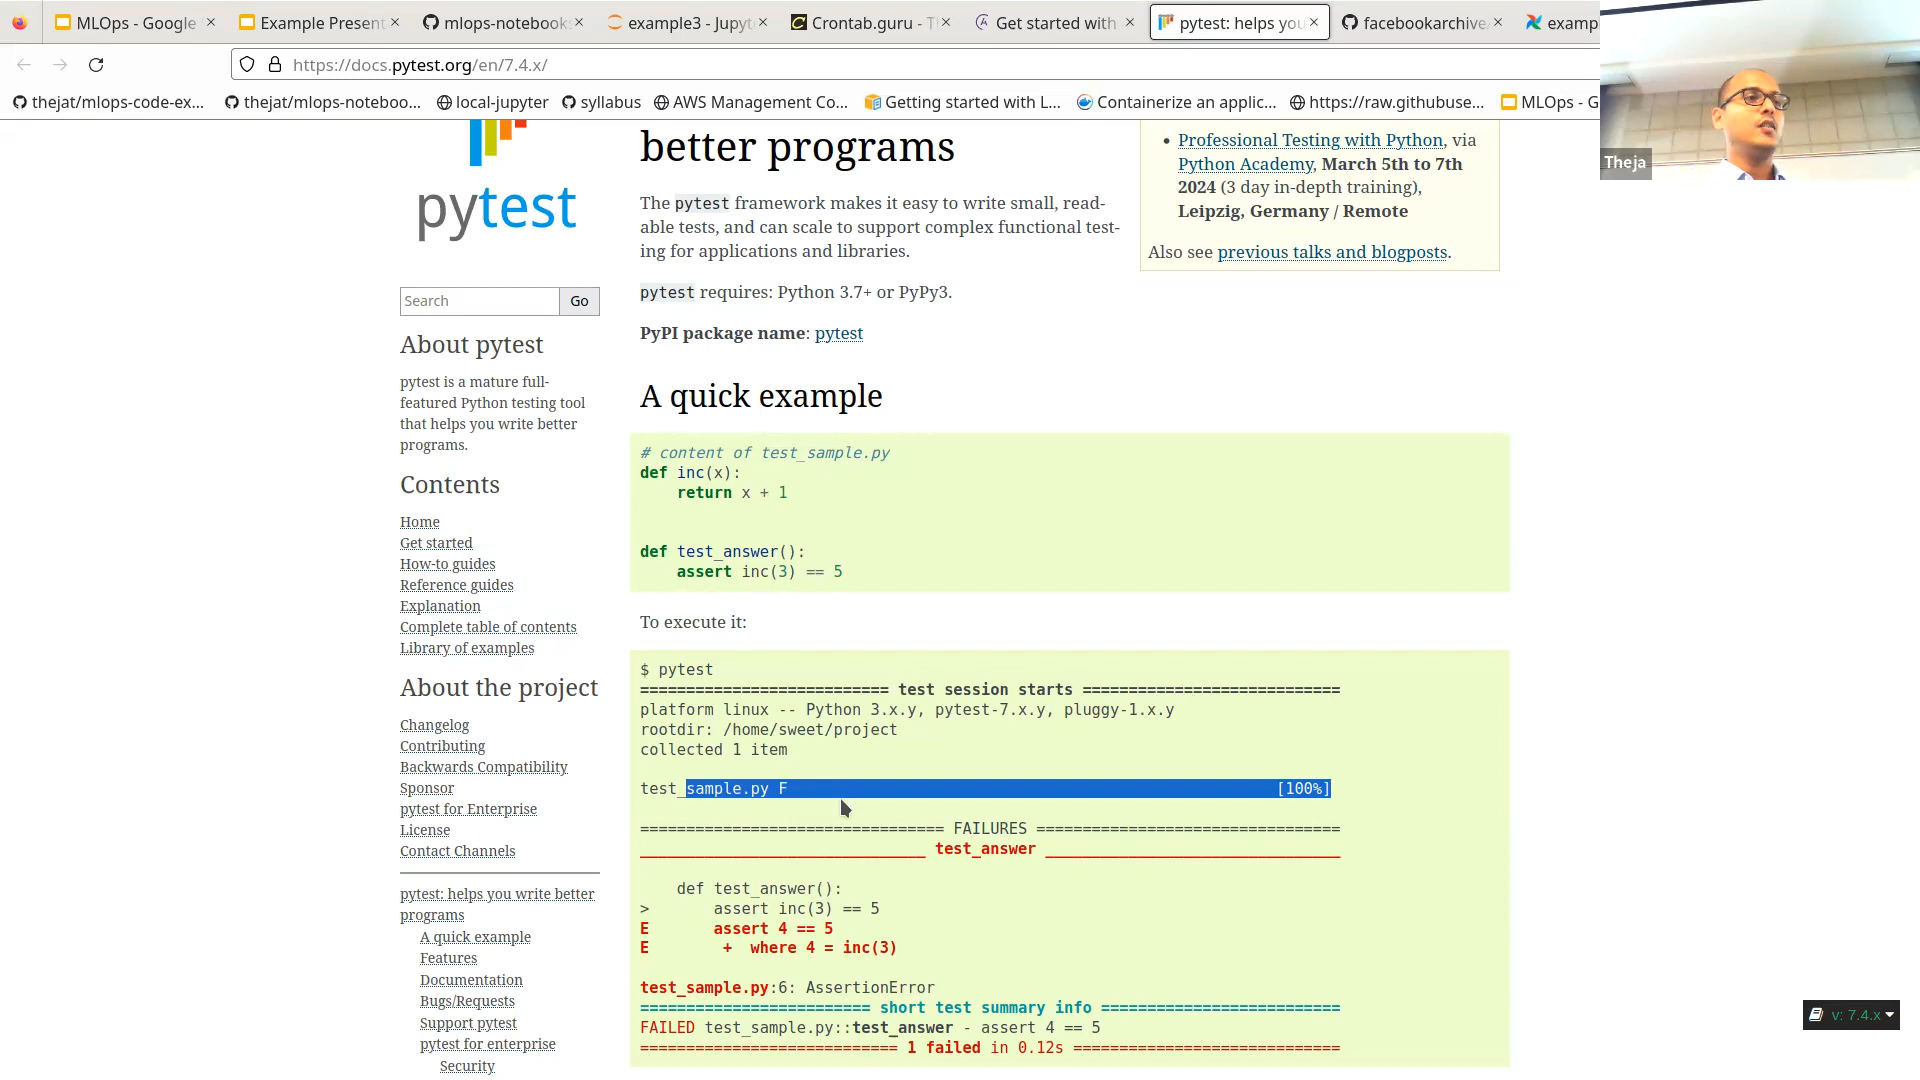 MLOps - Google
Example Present
mlops-notebook
example3 - Jupyt
Crontab.guru - T
Get started with
pytest: helps you
facebookarchive
examp
https://docs.pytest.org/en/7.4.x/
thejat/mlops-code-ex...
thejat/mlops-noteboo...
local-jupyter
syllabus
AWS Management Co...
Getting started with L...
Containerize an applic...
https://raw.githubuse...
MLOps - G
Theja
pytest
Search
Go
About pytest
pytest is a mature full-
featured Python testing tool
that helps you write better
programs.
Contents
Home
Get started
How-to guides
Reference guides
Explanation
Complete table of contents
Library of examples
About the project
Changelog
Contributing
Backwards Compatibility
Sponsor
pytest for Enterprise
License
Contact Channels
pytest: helps you write better
programs
A quick example
Features
Documentation
Bugs/Requests
Support pytest
pytest for enterprise
Security
better programs
The pytest framework makes it easy to write small, read-
able tests, and can scale to support complex functional test-
ing for applications and libraries.
pytest requires: Python 3.7+ or PyPy3.
PyPI package name: pytest
A quick example
# content of test_sample.py
def inc(x):
    return x + 1
def test_answer():
    assert inc(3) == 5
To execute it:
$ pytest
=========================== test session starts ============================
platform linux -- Python 3.x.y, pytest-7.x.y, pluggy-1.x.y
rootdir: /home/sweet/project
collected 1 item
test_sample.py F                                                     [100%]
================================= FAILURES =================================
_______________________________ test_answer ________________________________
    def test_answer():
>       assert inc(3) == 5
E       assert 4 == 5
E        +  where 4 = inc(3)
test_sample.py:6: AssertionError
========================= short test summary info ==========================
FAILED test_sample.py::test_answer - assert 4 == 5
============================ 1 failed in 0.12s =============================
Professional Testing with Python, via
Python Academy, March 5th to 7th
2024 (3 day in-depth training),
Leipzig, Germany / Remote
Also see previous talks and blogposts.
v: 7.4.x